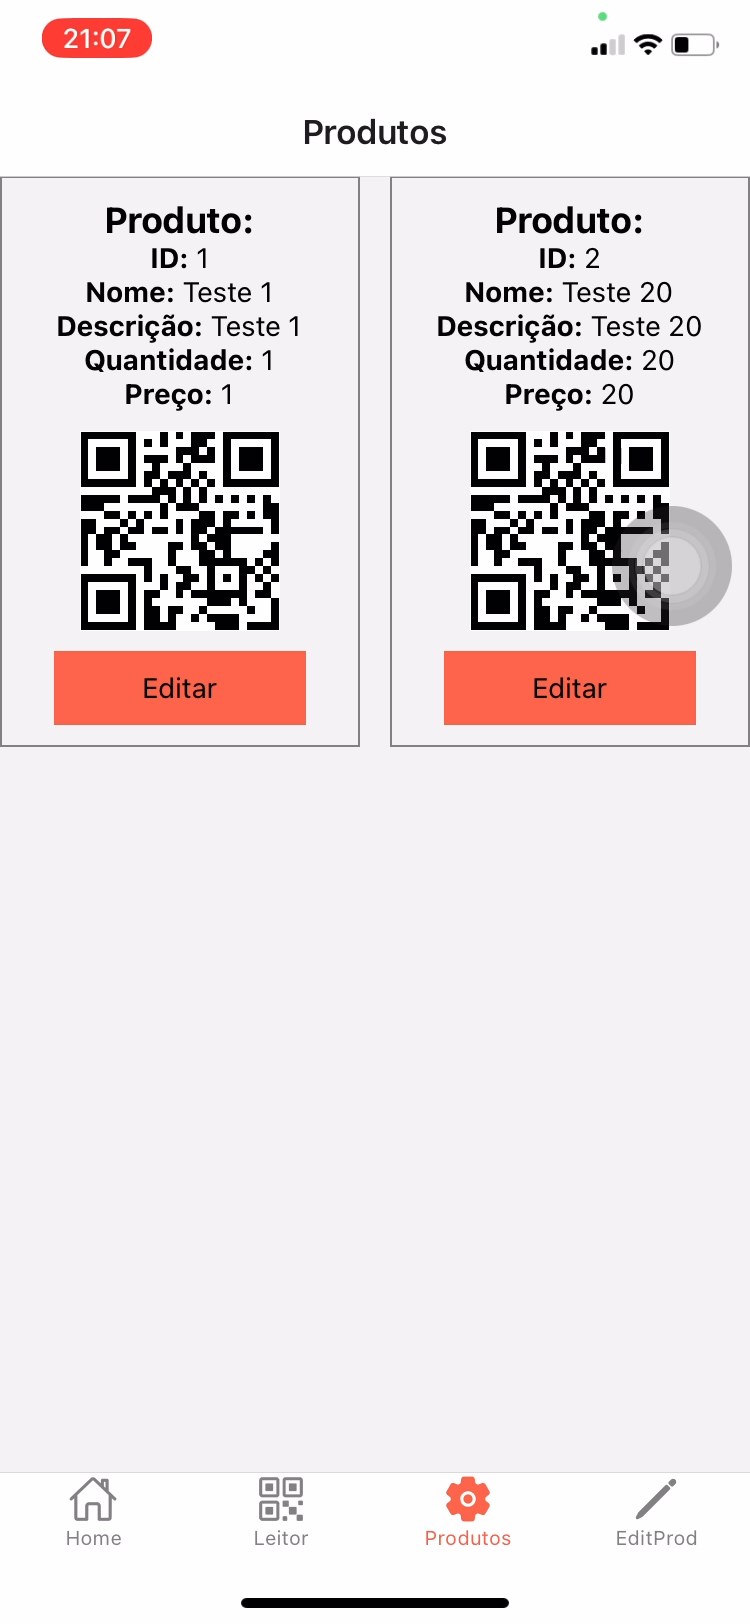 21:07
Produtos
Produto:
ID: 1
Nome: Teste 1
Descrição: Teste 1
Quantidade: 1
Preço: 1
Editar
Produto:
ID: 2
Nome: Teste 20
Descrição: Teste 20
Quantidade: 20
Preço: 20
Editar
Home
Leitor
Produtos
EditProd